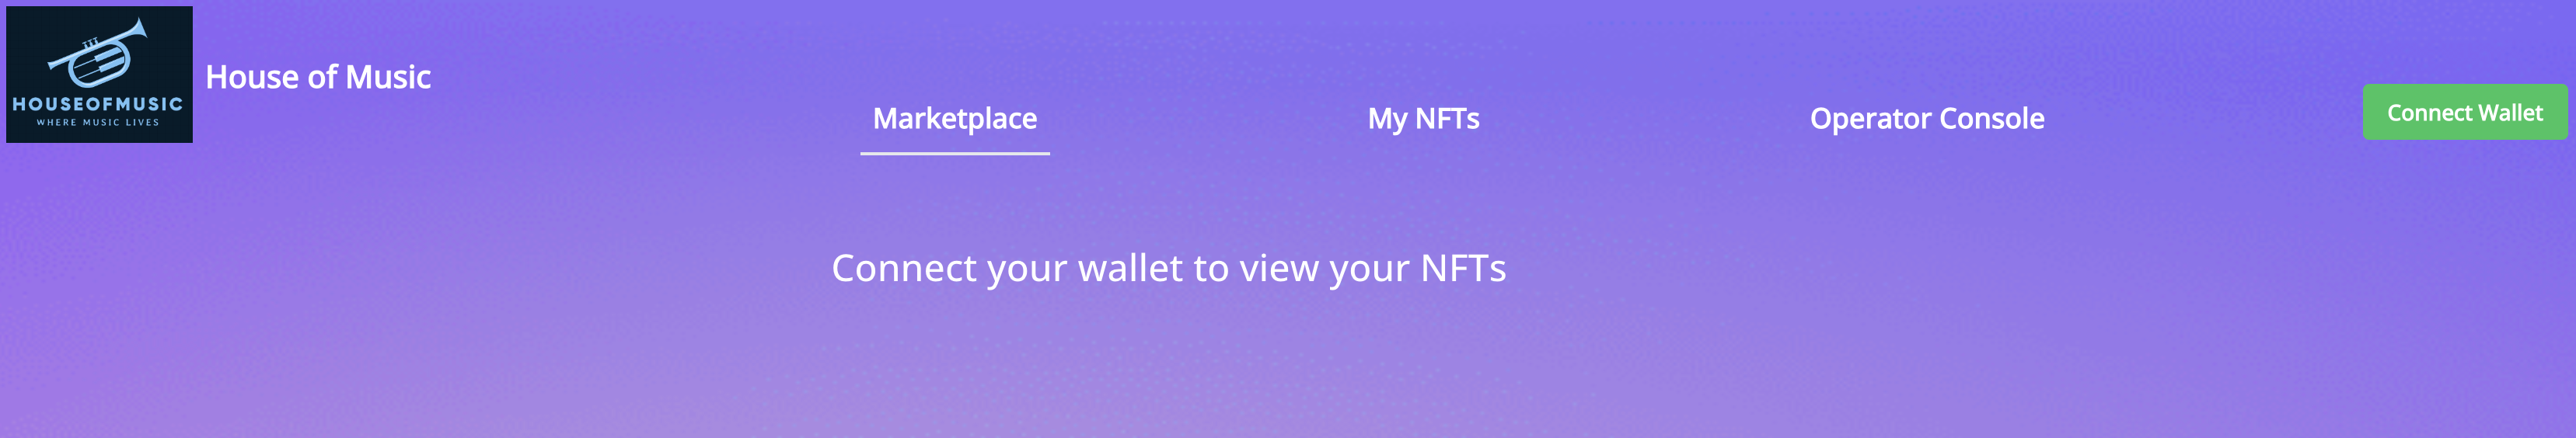 HOUSEOFMUSIC
WHERE MUSIC LIVES
House of Music
Marketplace
My NFTs
Operator Console
Connect Wallet
Connect your wallet to view your NFTs